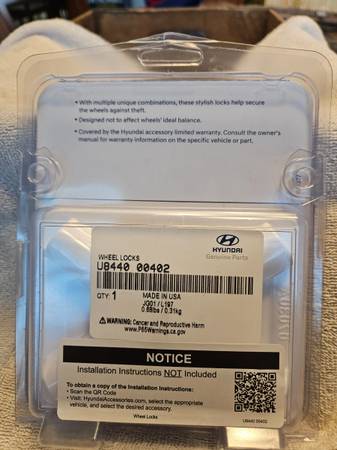 • With multiple unique combinations, these stylish locks help secure
the wheels against theft.
• Designed not to affect wheels' ideal balance.
• Covered by the Hyundai accessory limited warranty. Consult the owner's
manual for warranty information on the specific vehicle or part.
HYUNDAI
Genuine Parts
WHEEL LOCKS
U8440 00402
QTY: 1
MADE IN USA
JG01 / L197
0.68lbs / 0.31kg
WARNING: Cancer and Reproductive Harm
www.P65Warnings.ca.gov
NOTICE
Installation Instructions NOT Included
To obtain a copy of the Installation Instructions:
• Scan the QR Code
• Visit: HyundaiAccessories.com, select the appropriate
vehicle, and select the desired accessory.
Wheel Locks
U8440 00402